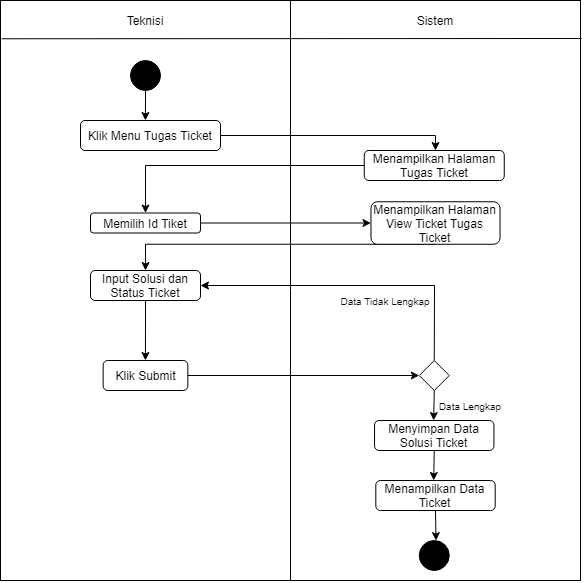 Teknisi
Sistem
Klik Menu Tugas Ticket
Menampilkan Halaman
Tugas Ticket
Memilih Id Tiket
Menampilkan Halaman
View Ticket Tugas
Ticket
Input Solusi dan
Status Ticket
Data Tidak Lengkap
Klik Submit
Data Lengkap
Menyimpan Data
Solusi Ticket
Menampilkan Data
Ticket